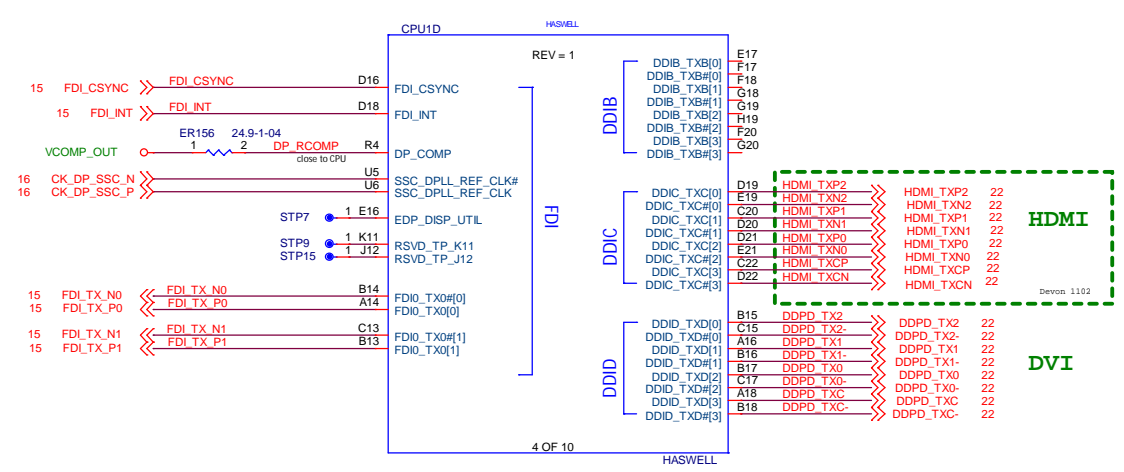 CPU1D
HASWELL
REV = 1
15 FDI_CSYNC FDI_CSYNC D16 FDI_CSYNC
15 FDI_INT FDI_INT D18 FDI_INT
VCOMP_OUT 1 ER156 24.9-1-04 2 DP_RCOMP R4 DP_COMP
close to CPU
16 CK_DP_SSC_N U5 SSC_DPLL_REF_CLK#
16 CK_DP_SSC_P U6 SSC_DPLL_REF_CLK
STP7 1 E16 EDP_DISP_UTIL
STP9 1 K11 RSVD_TP_K11
STP15 1 J12 RSVD_TP_J12
15 FDI_TX_N0 FDI_TX_N0 B14 FDI0_TX0#[0]
15 FDI_TX_P0 FDI_TX_P0 A14 FDI0_TX0[0]
15 FDI_TX_N1 FDI_TX_N1 C13 FDI0_TX0#[1]
15 FDI_TX_P1 FDI_TX_P1 B13 FDI0_TX0[1]
FDI
DDIB
DDIB_TXB[0] E17
DDIB_TXB#[0] F17
DDIB_TXB[1] F18
DDIB_TXB#[1] G18
DDIB_TXB[2] G19
DDIB_TXB#[2] H19
DDIB_TXB[3] F20
DDIB_TXB#[3] G20
DDIC
DDIC_TXC[0] D19 HDMI_TXP2 HDMI_TXP2 22
DDIC_TXC#[0] E19 HDMI_TXN2 HDMI_TXN2 22
DDIC_TXC[1] C20 HDMI_TXP1 HDMI_TXP1 22
DDIC_TXC#[1] D20 HDMI_TXN1 HDMI_TXN1 22
DDIC_TXC[2] D21 HDMI_TXP0 HDMI_TXP0 22
DDIC_TXC#[2] E21 HDMI_TXN0 HDMI_TXN0 22
DDIC_TXC[3] C22 HDMI_TXCP HDMI_TXCP 22
DDIC_TXC#[3] D22 HDMI_TXCN HDMI_TXCN 22
HDMI
Devon 1102
DDID
DDID_TXD[0] B15 DDPD_TX2 DDPD_TX2 22
DDID_TXD#[0] C15 DDPD_TX2- DDPD_TX2- 22
DDID_TXD[1] A16 DDPD_TX1 DDPD_TX1 22
DDID_TXD#[1] B16 DDPD_TX1- DDPD_TX1- 22
DDID_TXD[2] B17 DDPD_TX0 DDPD_TX0 22
DDID_TXD#[2] C17 DDPD_TX0- DDPD_TX0- 22
DDID_TXD[3] A18 DDPD_TXC DDPD_TXC 22
DDID_TXD#[3] B18 DDPD_TXC- DDPD_TXC- 22
DVI
4 OF 10
HASWELL